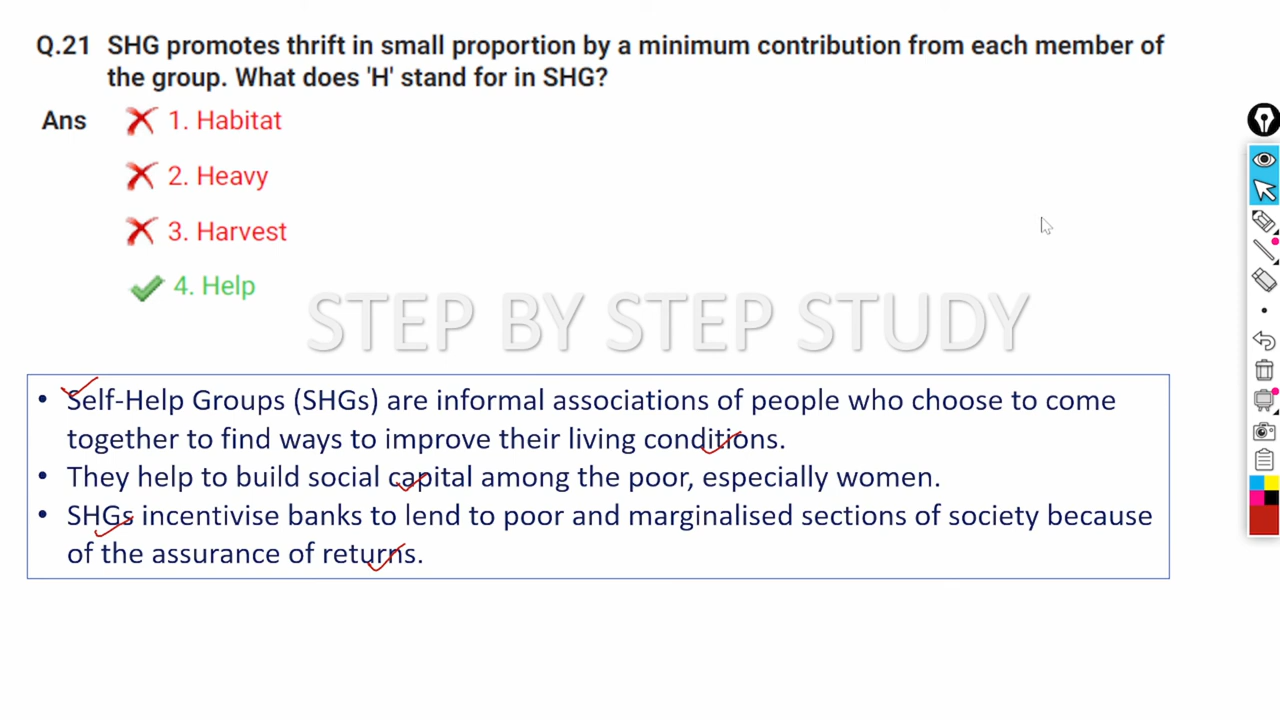 Q.21 SHG promotes thrift in small proportion by a minimum contribution from each member of
the group. What does 'H' stand for in SHG?
Ans 1. Habitat
2. Heavy
3. Harvest
4. Help
STEP BY STEP STUDY
• Self-Help Groups (SHGs) are informal associations of people who choose to come
together to find ways to improve their living conditions.
• They help to build social capital among the poor, especially women.
• SHGs incentivise banks to lend to poor and marginalised sections of society because
of the assurance of returns.